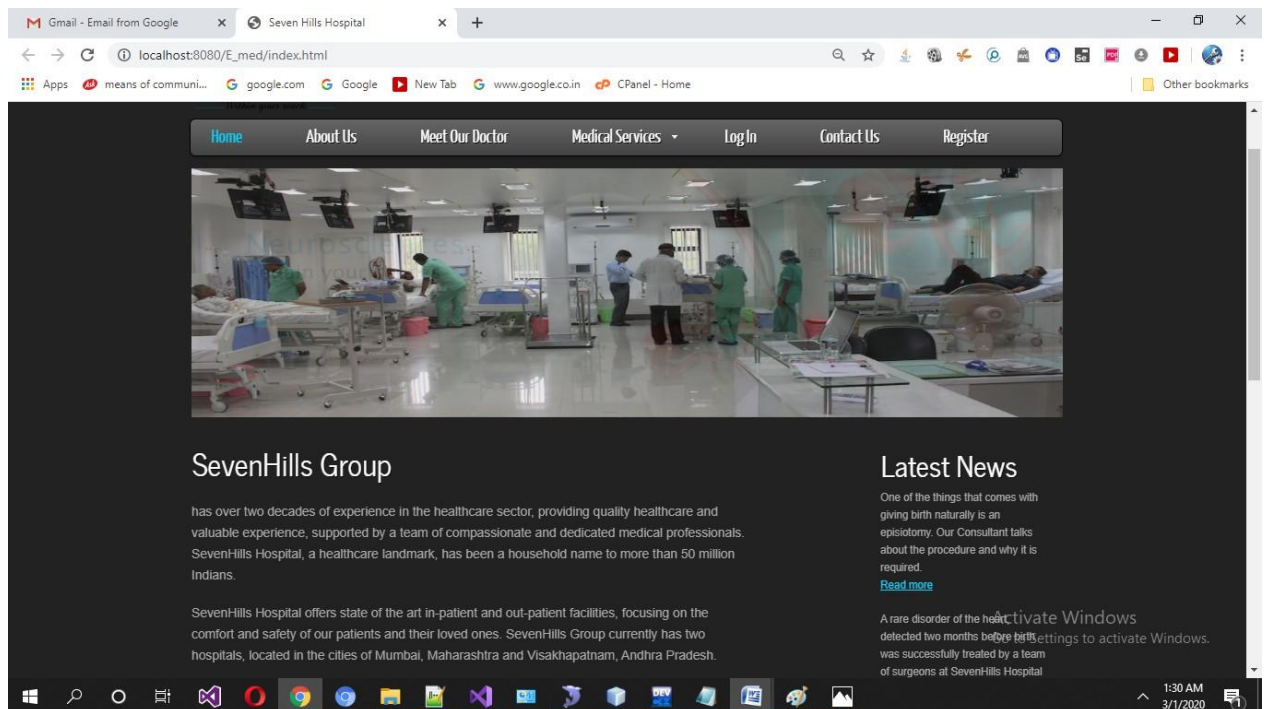 Gmail - Email from Google
Seven Hills Hospital
localhost:8080/E_med/index.html
Apps
means of communi...
google.com
Google
New Tab
www.google.co.in
CPanel - Home
Other bookmarks
Home
About Us
Meet Our Doctor
Medical Services
Log In
Contact Us
Register
SevenHills Group
has over two decades of experience in the healthcare sector, providing quality healthcare and
valuable experience, supported by a team of compassionate and dedicated medical professionals.
SevenHills Hospital, a healthcare landmark, has been a household name to more than 50 million
Indians.
SevenHills Hospital offers state of the art in-patient and out-patient facilities, focusing on the
comfort and safety of our patients and their loved ones. SevenHills Group currently has two
hospitals, located in the cities of Mumbai, Maharashtra and Visakhapatnam, Andhra Pradesh.
Latest News
One of the things that comes with
giving birth naturally is an
episiotomy. Our Consultant talks
about the procedure and why it is
required.
Read more
A rare disorder of the heart,
detected two months before birth,
was successfully treated by a team
of surgeons at SevenHills Hospital
Activate Windows
Go to Settings to activate Windows.
1:30 AM
3/1/2020